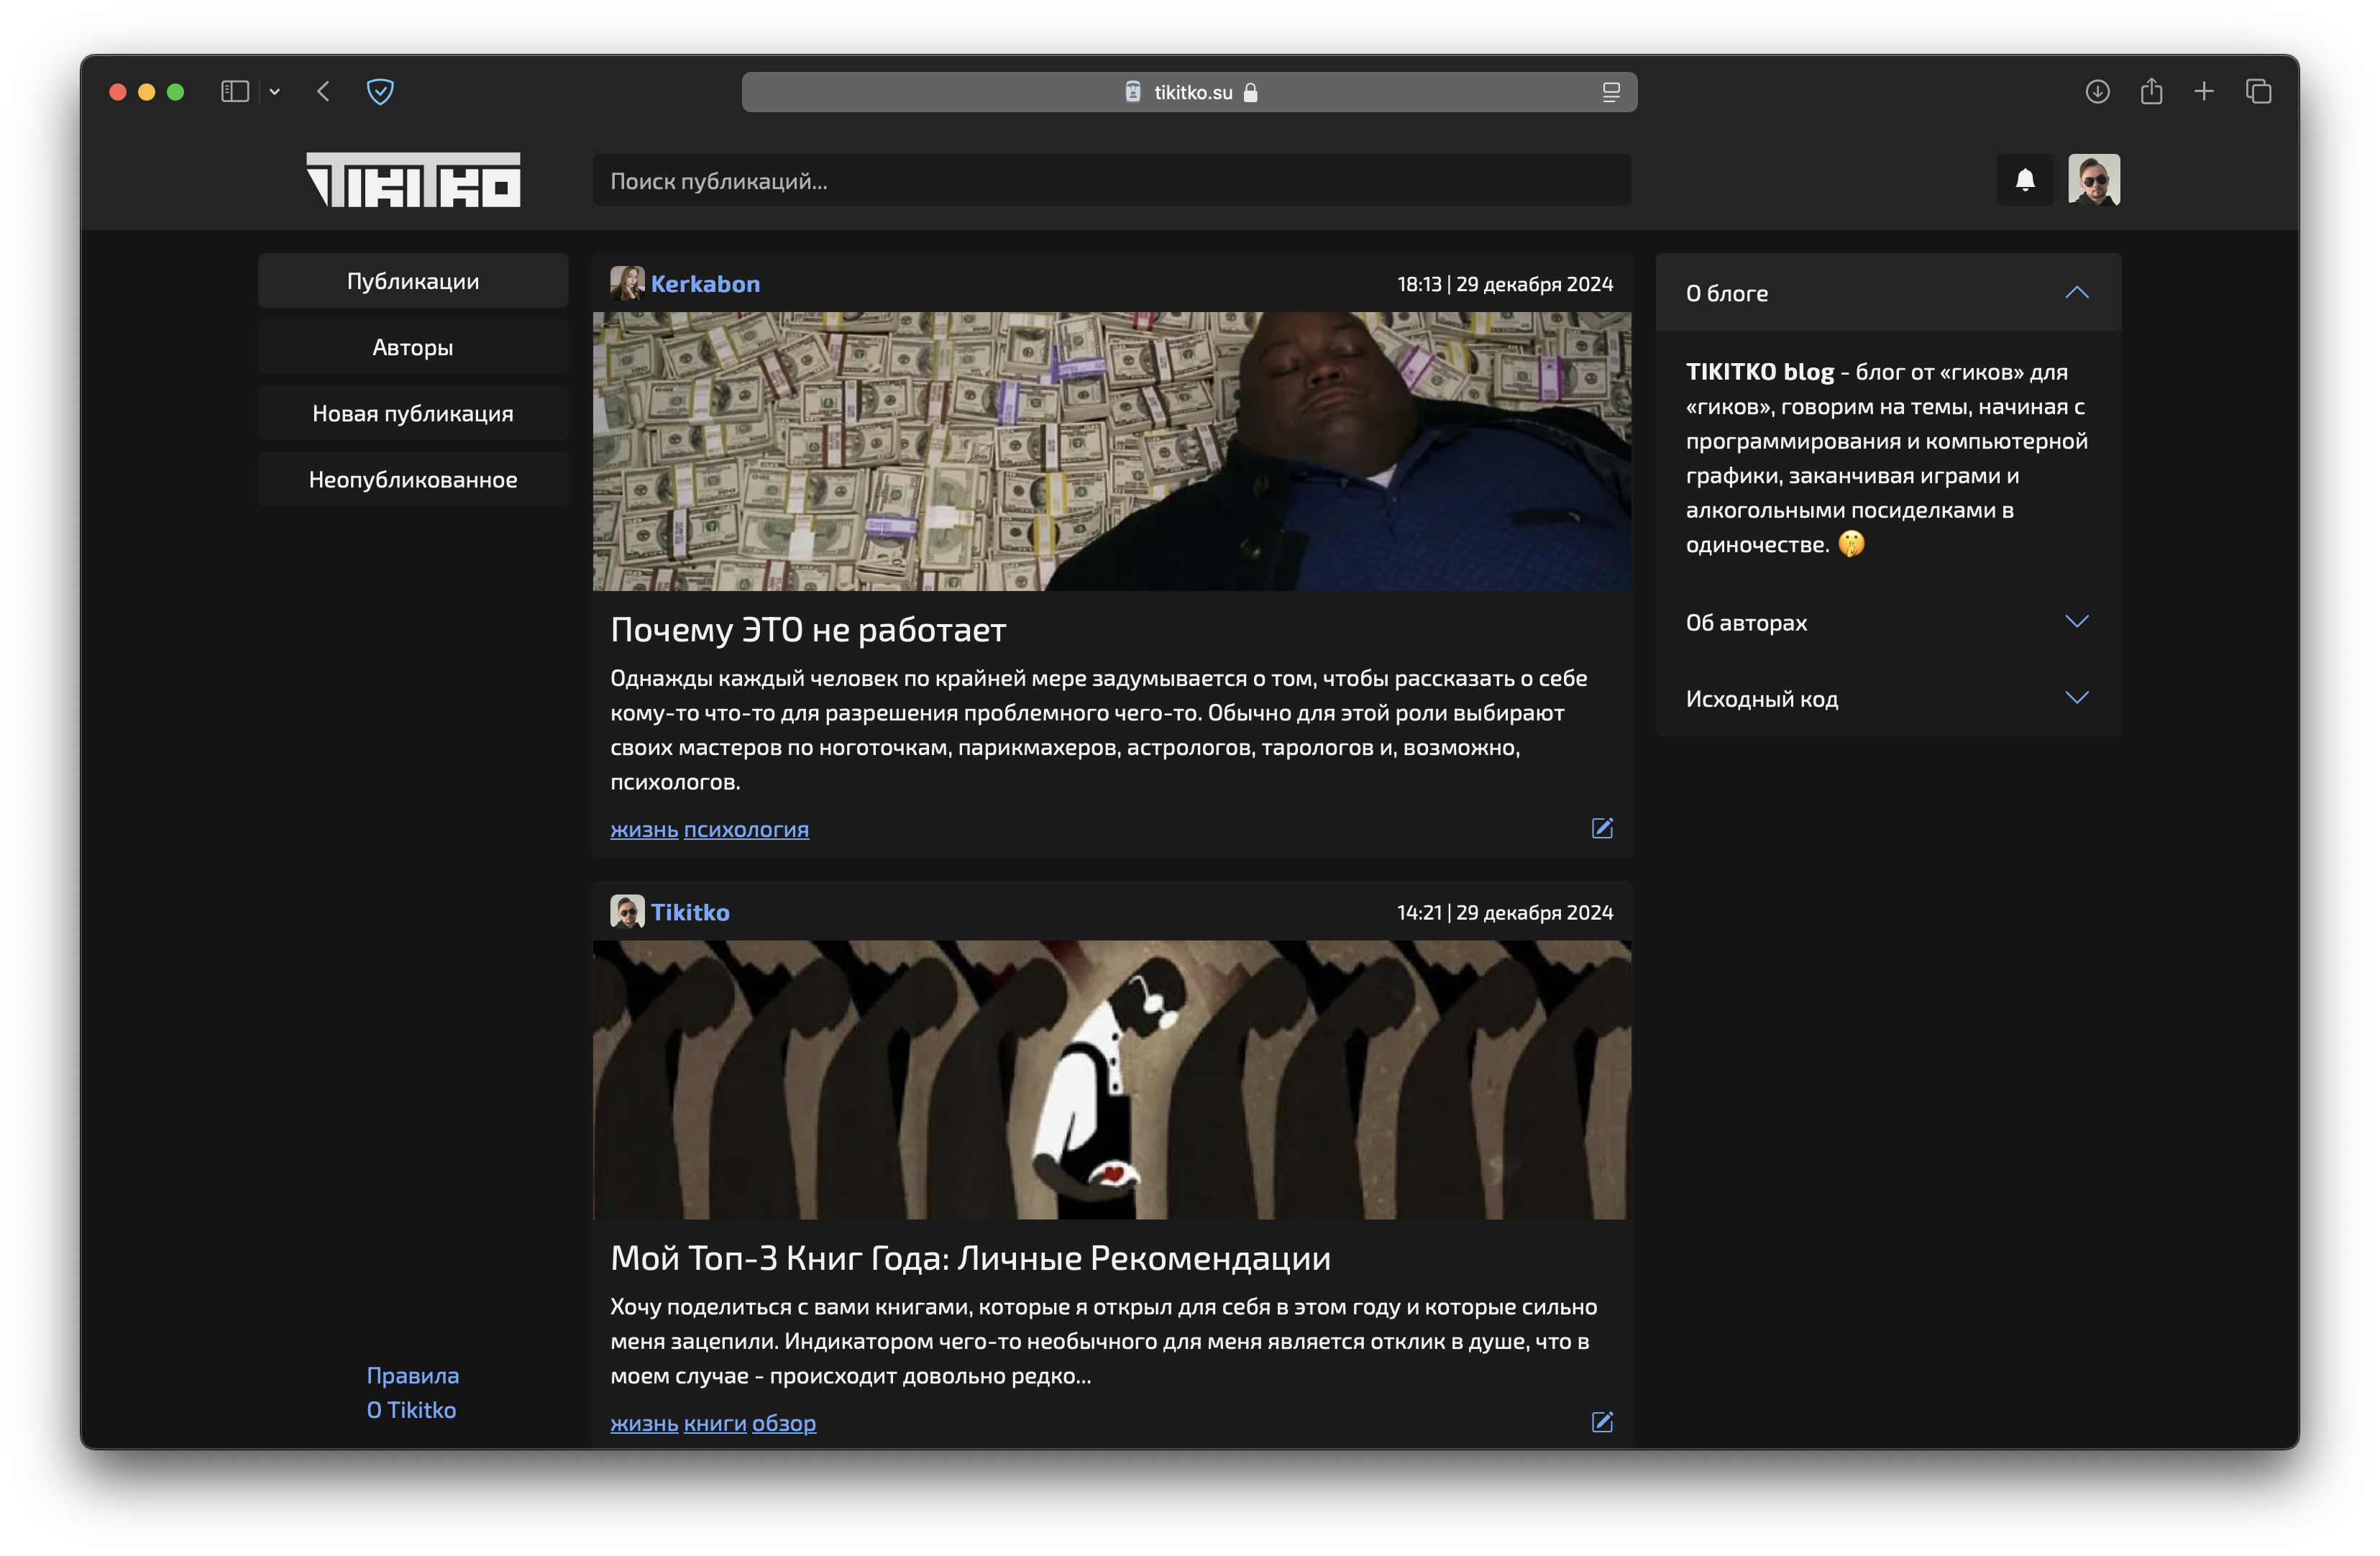 tikitko.su
TIKITKO
Поиск публикаций...
Публикации
Авторы
Новая публикация
Неопубликованное
Правила
О Tikitko
Kerkabon
18:13 | 29 декабря 2024
Почему ЭТО не работает
Однажды каждый человек по крайней мере задумывается о том, чтобы рассказать о себе
кому-то что-то для разрешения проблемного чего-то. Обычно для этой роли выбирают
своих мастеров по ноготочкам, парикмахеров, астрологов, тарологов и, возможно,
психологов.
жизнь психология
Tikitko
14:21 | 29 декабря 2024
Мой Топ-3 Книг Года: Личные Рекомендации
Хочу поделиться с вами книгами, которые я открыл для себя в этом году и которые сильно
меня зацепили. Индикатором чего-то необычного для меня является отклик в душе, что в
моем случае - происходит довольно редко...
жизнь книги обзор
О блоге
TIKITKO blog - блог от «гиков» для
«гиков», говорим на темы, начиная с
программирования и компьютерной
графики, заканчивая играми и
алкогольными посиделками в
одиночестве. 🤫
Об авторах
Исходный код